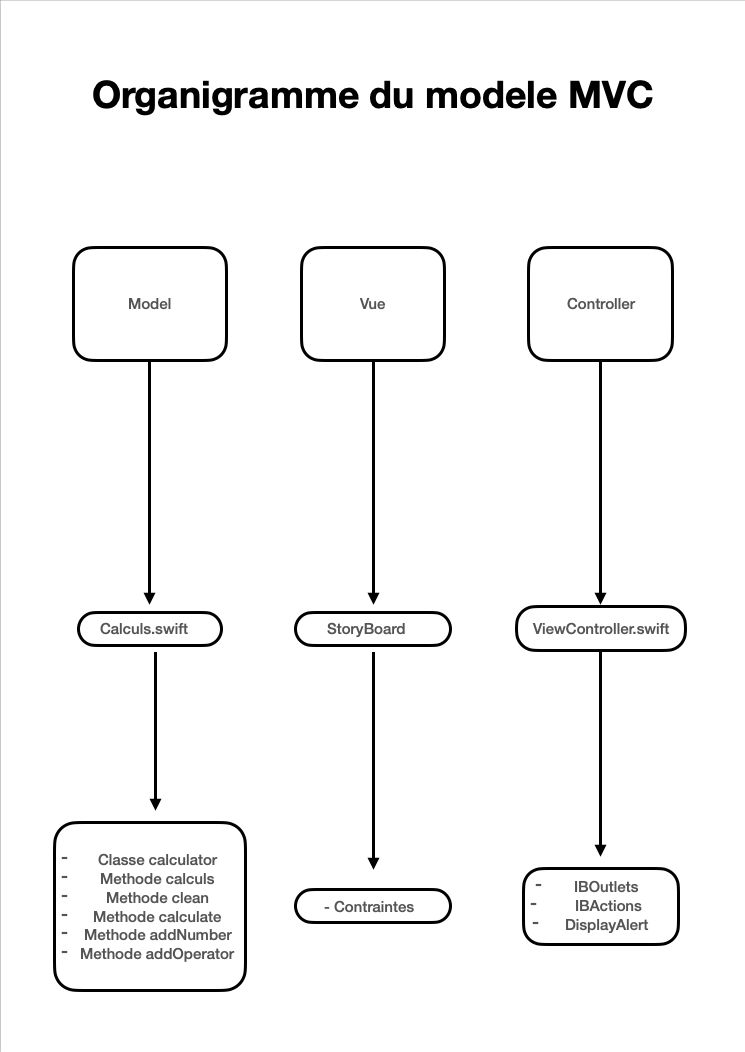 Organigramme du modele MVC
Model
Vue
Controller
Calculs.swift
StoryBoard
ViewController.swift
- Classe calculator
- Methode calculs
- Methode clean
- Methode calculate
- Methode addNumber
- Methode addOperator
- Contraintes
- IBOutlets
- IBActions
- DisplayAlert